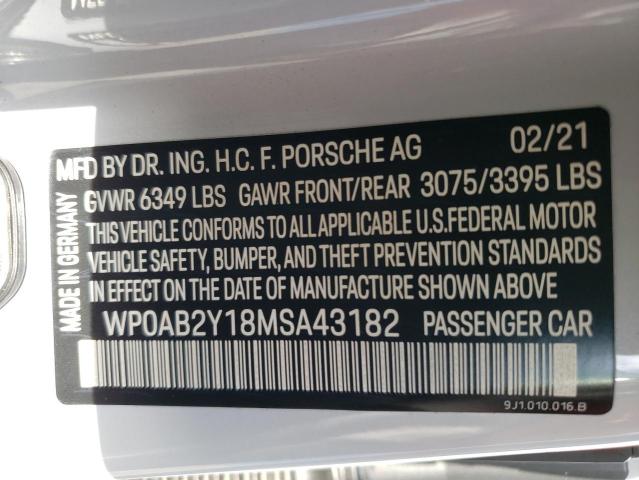 MFD BY DR. ING. H.C. F. PORSCHE AG 02/21
GVWR 6349 LBS GAWR FRONT/REAR 3075/3395 LBS
THIS VEHICLE CONFORMS TO ALL APPLICABLE U.S.FEDERAL MOTOR
VEHICLE SAFETY, BUMPER, AND THEFT PREVENTION STANDARDS
IN EFFECT ON THE DATE OF MANUFACTURE SHOWN ABOVE.
WP0AB2Y18MSA43182 PASSENGER CAR
9J1.010.016.B
MADE IN GERMANY